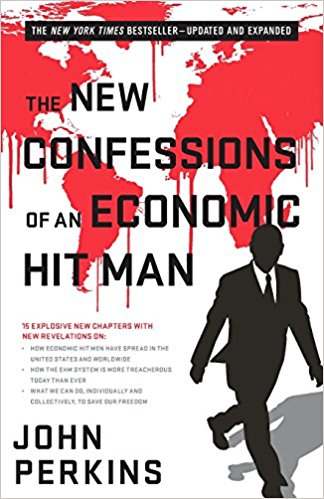 THE NEW YORK TIMES BESTSELLER—UPDATED AND EXPANDED
THE NEW
CONFESSIONS
OF AN ECONOMIC
HIT MAN
15 EXPLOSIVE NEW CHAPTERS WITH
NEW REVELATIONS ON:
• HOW ECONOMIC HIT MEN HAVE SPREAD IN THE
UNITED STATES AND WORLDWIDE
• HOW THE EHM SYSTEM IS MORE TREACHEROUS
TODAY THAN EVER
• WHAT WE CAN DO, INDIVIDUALLY AND
COLLECTIVELY, TO SAVE OUR FREEDOM
JOHN
PERKINS